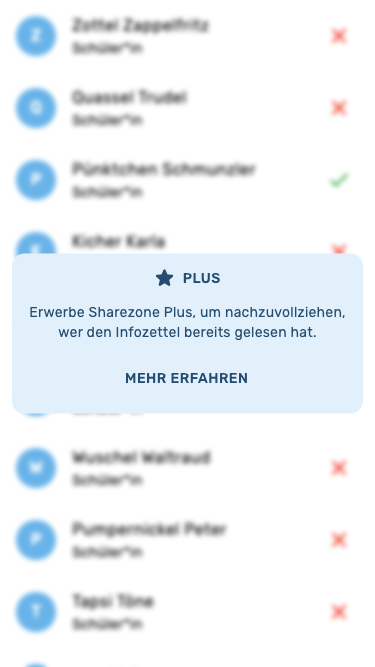 Z
Zottel Zappelfritz
Schüler*in
Q
Quassel Trudel
Schüler*in
P
Pünktchen Schmunzler
Schüler*in
Kicher Karla
PLUS
Erwerbe Sharezone Plus, um nachzuvollziehen,
wer den Infozettel bereits gelesen hat.
MEHR ERFAHREN
W
Wuschel Waltraud
Schüler*in
P
Pumpernickel Peter
Schüler*in
T
Tapsi Töne
Schüler*in